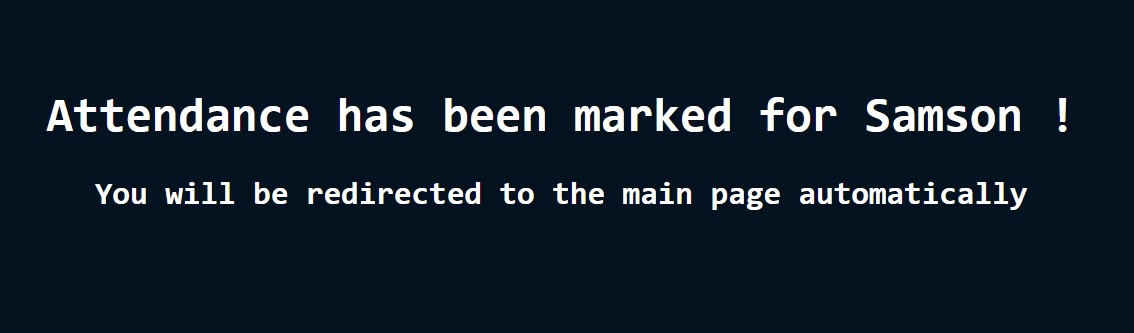 Attendance has been marked for Samson !
You will be redirected to the main page automatically